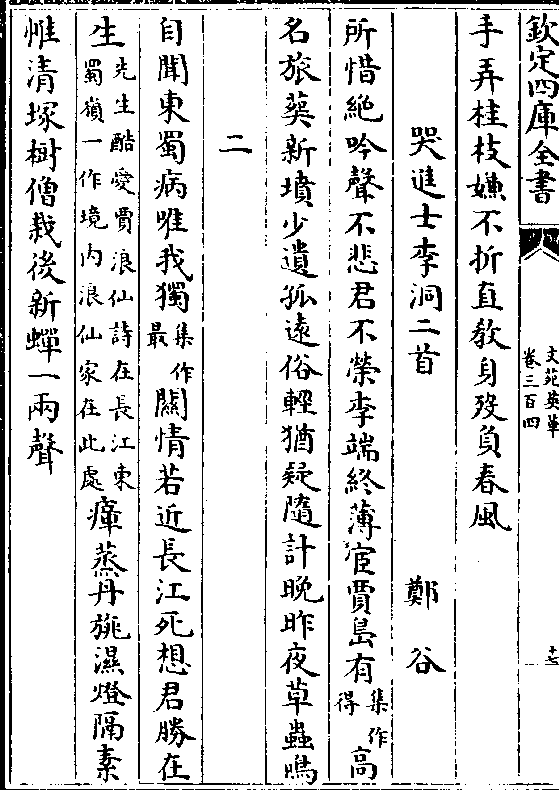 欽定四庫全書
文苑英華
卷三百四
十七
手弄桂枝嫌不折直教身歿負春風
哭進士李洞二首 鄭谷
所惜絶吟聲不悲君不榮李端終薄宦賈島有集作得高
名旅葬新墳少遺孤遠俗輕猶疑隨計晚昨夜草蟲鳴
二
自聞東蜀病唯我獨集作最關情若近長江死想君勝在
生先生酷愛賈浪仙詩在長江東蜀嶺一作境内浪仙家在此處瘴蒸丹旐濕燈隔素
帷清塚樹僧栽後新蟬一兩聲